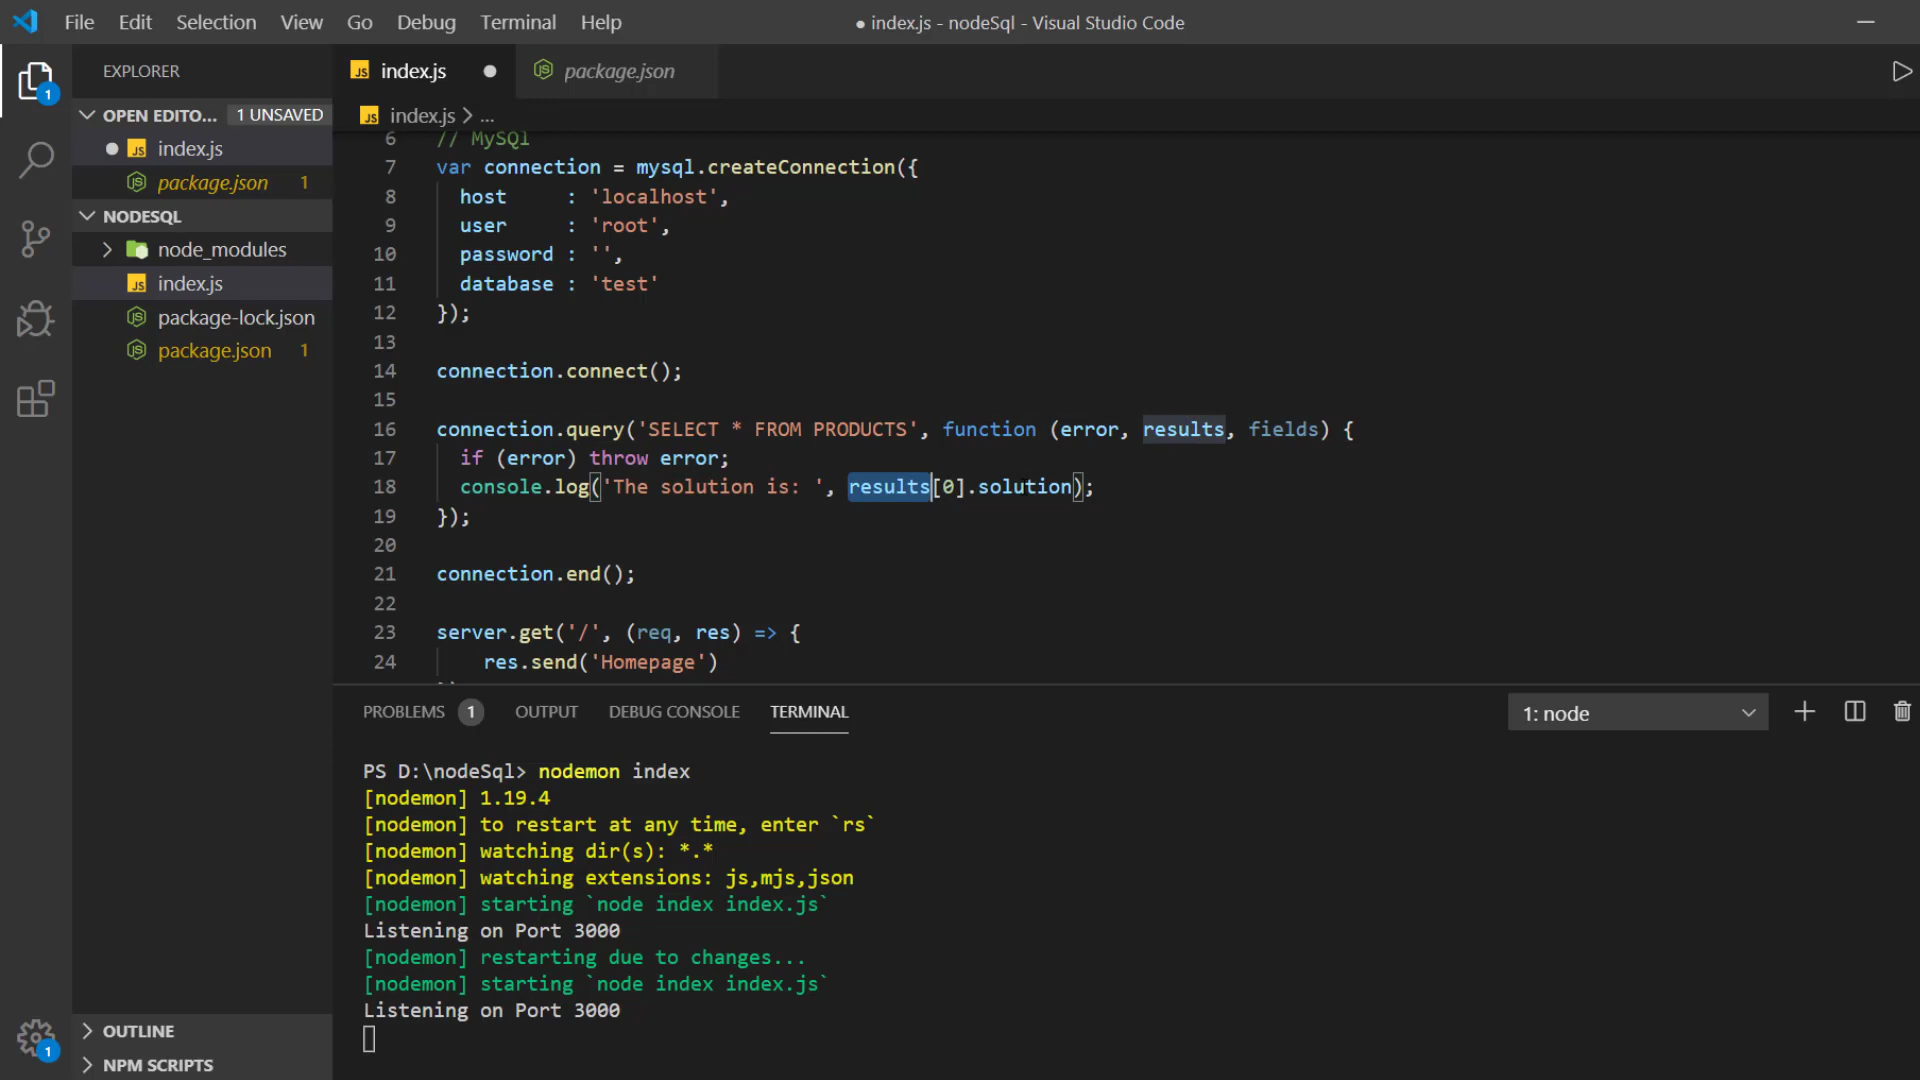 File Edit Selection View Go Debug Terminal Help
● index.js - nodeSql - Visual Studio Code
EXPLORER
OPEN EDITO... 1 UNSAVED
index.js
package.json 1
NODESQL
node_modules
index.js
package-lock.json
package.json 1
OUTLINE
NPM SCRIPTS
1
1
index.js
package.json
index.js > ...
6 // MySQl
7 var connection = mysql.createConnection({
8 host : 'localhost',
9 user : 'root',
10 password : '',
11 database : 'test'
12 });
13
14 connection.connect();
15
16 connection.query('SELECT * FROM PRODUCTS', function (error, results, fields) {
17 if (error) throw error;
18 console.log('The solution is: ', results[0].solution);
19 });
20
21 connection.end();
22
23 server.get('/', (req, res) => {
24 res.send('Homepage')
PROBLEMS 1 OUTPUT DEBUG CONSOLE TERMINAL
1: node
PS D:\nodeSql> nodemon index
[nodemon] 1.19.4
[nodemon] to restart at any time, enter `rs`
[nodemon] watching dir(s): *.*
[nodemon] watching extensions: js,mjs,json
[nodemon] starting `node index index.js`
Listening on Port 3000
[nodemon] restarting due to changes...
[nodemon] starting `node index index.js`
Listening on Port 3000